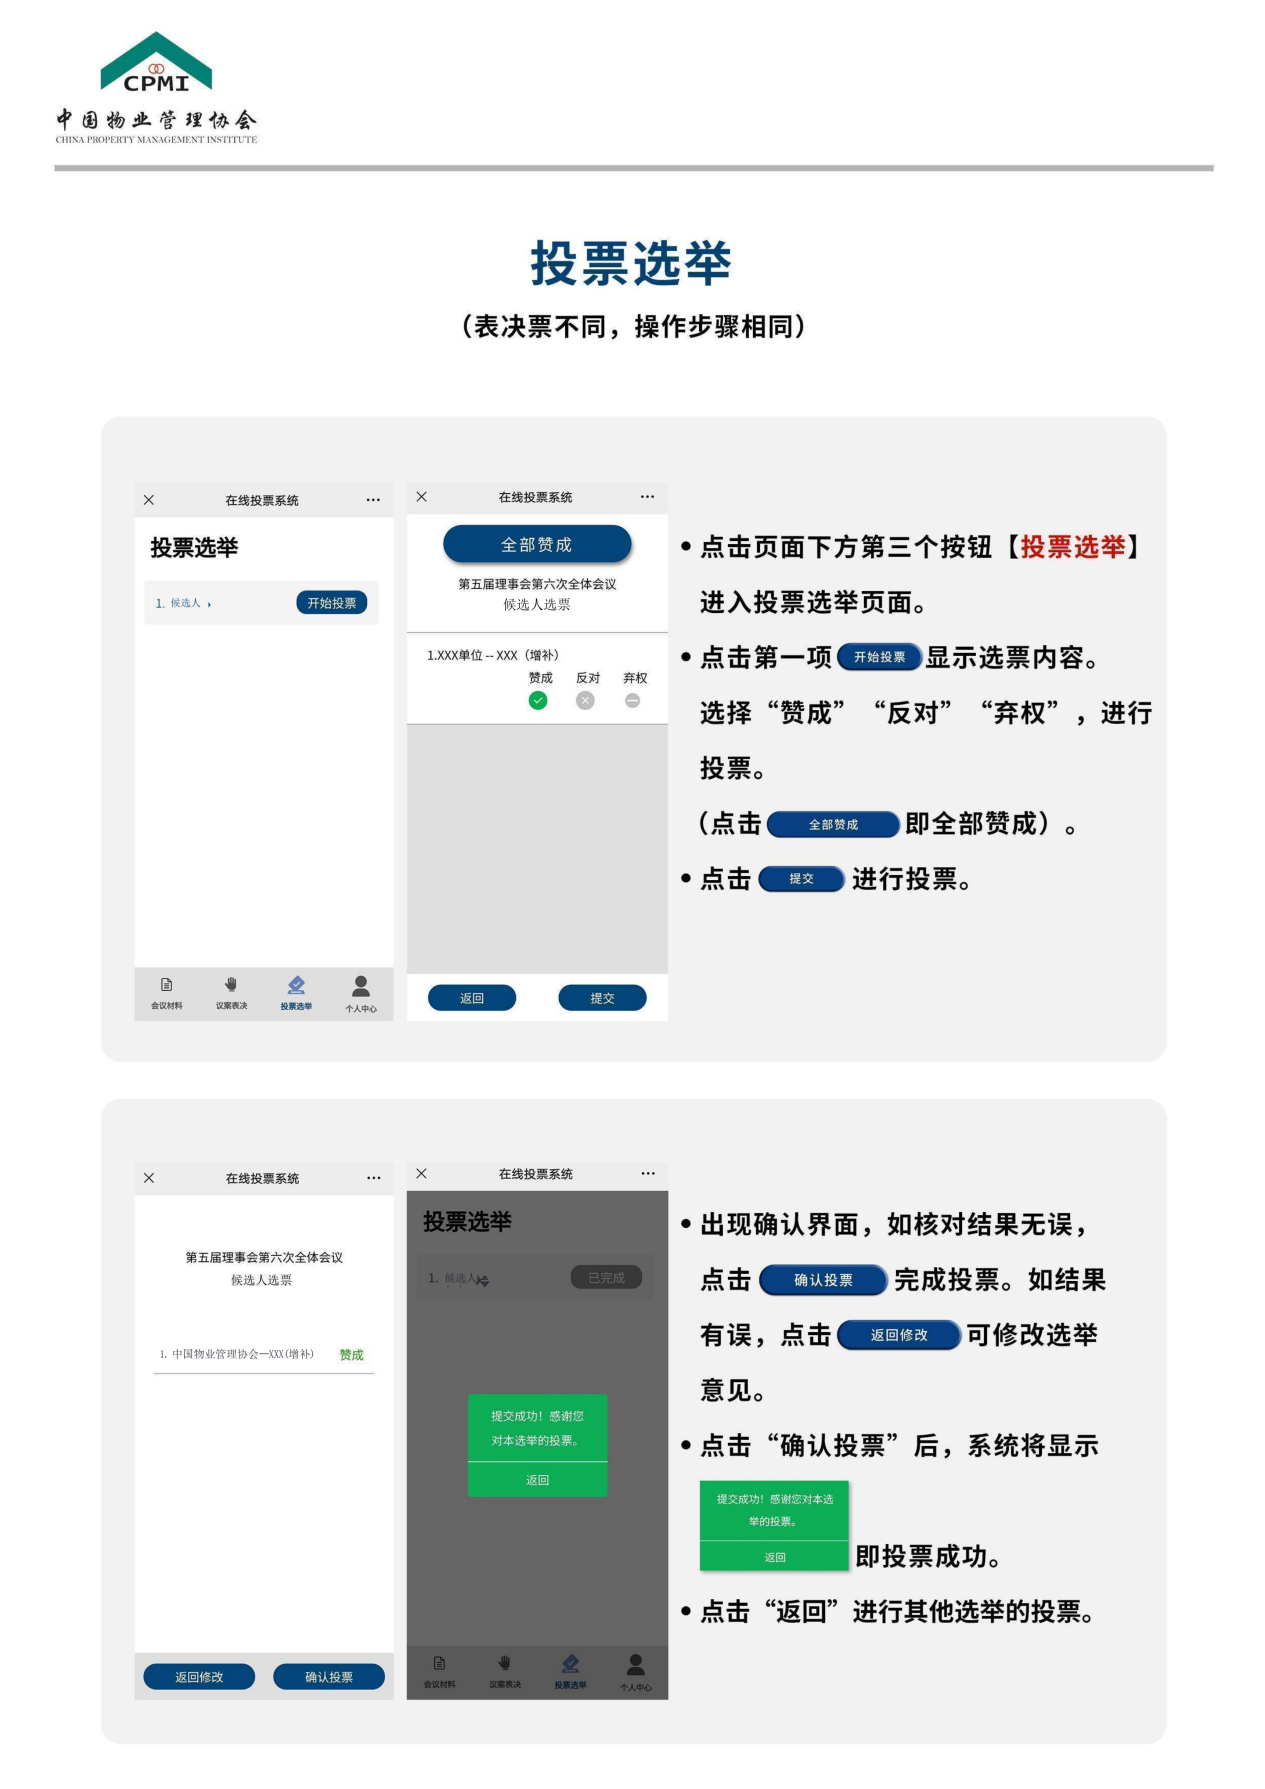 CPMI
中国物业管理协会
CHINA PROPERTY MANAGEMENT INSTITUTE
投票选举
（表决票不同，操作步骤相同）
在线投票系统
投票选举
1. 候选人
开始投票
会议材料
议案表决
投票选举
个人中心
在线投票系统
全部赞成
第五届理事会第六次全体会议
候选人选票
1.XXX单位 -- XXX（增补）
赞成 反对 弃权
返回
提交
• 点击页面下方第三个按钮【投票选举】
进入投票选举页面。
• 点击第一项 开始投票 显示选票内容。
选择“赞成” “反对” “弃权”，进行
投票。
（点击 全部赞成 即全部赞成）。
• 点击 提交 进行投票。
在线投票系统
第五届理事会第六次全体会议
候选人选票
1. 中国物业管理协会—XXX(增补) 赞成
返回修改
确认投票
在线投票系统
投票选举
1. 候选人
已完成
提交成功！感谢您
对本选举的投票。
返回
会议材料
议案表决
投票选举
个人中心
• 出现确认界面，如核对结果无误，
点击 确认投票 完成投票。如结果
有误，点击 返回修改 可修改选举
意见。
• 点击“确认投票”后，系统将显示
提交成功！感谢您对本选
举的投票。
返回
即投票成功。
• 点击“返回”进行其他选举的投票。